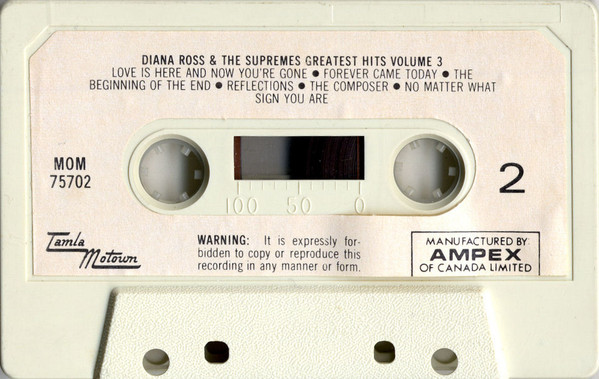 DIANA ROSS & THE SUPREMES GREATEST HITS VOLUME 3
LOVE IS HERE AND NOW YOU'RE GONE ● FOREVER CAME TODAY ● THE
BEGINNING OF THE END ● REFLECTIONS ● THE COMPOSER ● NO MATTER WHAT
SIGN YOU ARE
MOM
75702
100 50 0
2
Tamla
Motown
WARNING: It is expressly for-
bidden to copy or reproduce this
recording in any manner or form.
MANUFACTURED BY
AMPEX
OF CANADA LIMITED